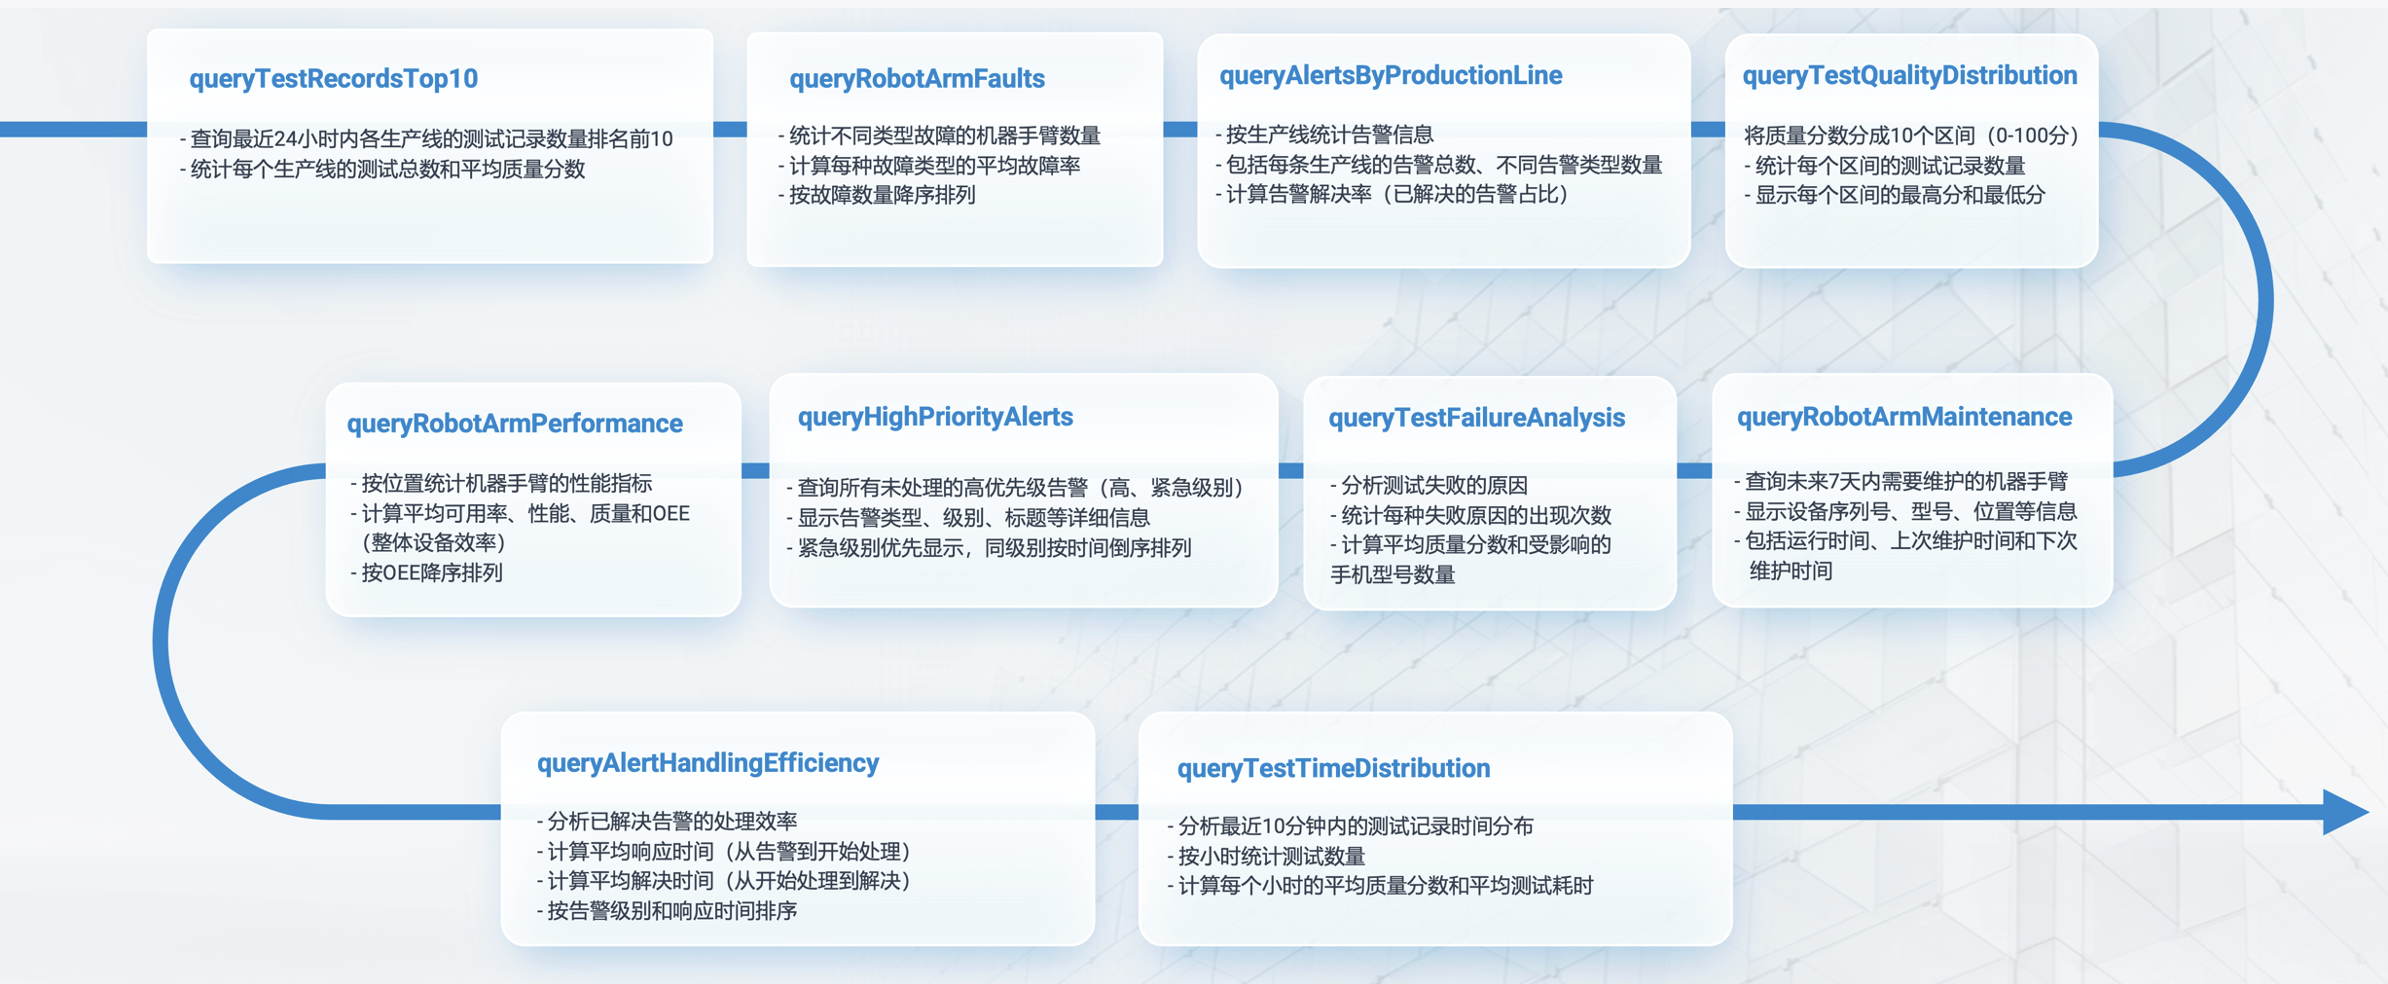 queryTestRecordsTop10
- 查询最近24小时内各生产线的测试记录数量排名前10
- 统计每个生产线的测试总数和平均质量分数
queryRobotArmFaults
- 统计不同类型故障的机器手臂数量
- 计算每种故障类型的平均故障率
- 按故障数量降序排列
queryAlertsByProductionLine
- 按生产线统计告警信息
- 包括每条生产线的告警总数、不同告警类型数量
- 计算告警解决率（已解决的告警占比）
queryTestQualityDistribution
将质量分数分成10个区间（0-100分）
- 统计每个区间的测试记录数量
- 显示每个区间的最高分和最低分
queryRobotArmPerformance
- 按位置统计机器手臂的性能指标
- 计算平均可用率、性能、质量和OEE
（整体设备效率）
- 按OEE降序排列
queryHighPriorityAlerts
- 查询所有未处理的高优先级告警（高、紧急级别）
- 显示告警类型、级别、标题等详细信息
- 紧急级别优先显示，同级别按时间倒序排列
queryTestFailureAnalysis
- 分析测试失败的原因
- 统计每种失败原因的出现次数
- 计算平均质量分数和受影响的
手机型号数量
queryRobotArmMaintenance
- 查询未来7天内需要维护的机器手臂
- 显示设备序列号、型号、位置等信息
- 包括运行时间、上次维护时间和下次
维护时间
queryAlertHandlingEfficiency
- 分析已解决告警的处理效率
- 计算平均响应时间（从告警到开始处理）
- 计算平均解决时间（从开始处理到解决）
- 按告警级别和响应时间排序
queryTestTimeDistribution
- 分析最近10分钟内的测试记录时间分布
- 按小时统计测试数量
- 计算每个小时的平均质量分数和平均测试耗时